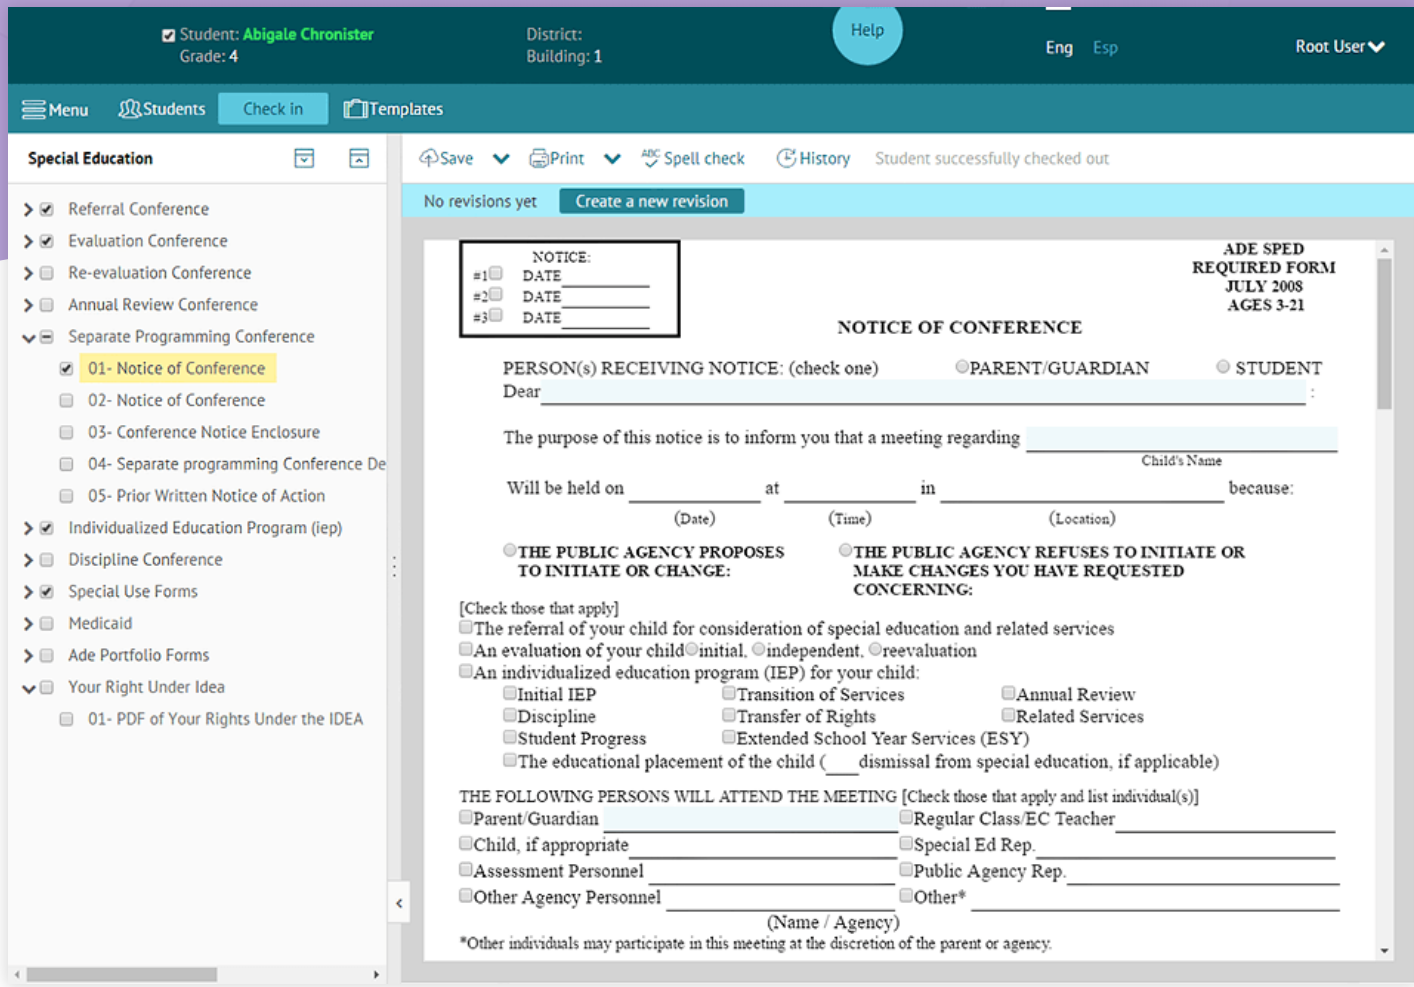 Student: Abigale Chronister
Grade: 4
District:
Building: 1
Help
Eng Esp
Root User
Menu Students Check in Templates
Special Education
Save Print ABC Spell check History Student successfully checked out
No revisions yet Create a new revision
Referral Conference
Evaluation Conference
Re-evaluation Conference
Annual Review Conference
Separate Programming Conference
01- Notice of Conference
02- Notice of Conference
03- Conference Notice Enclosure
04- Separate programming Conference De
05- Prior Written Notice of Action
Individualized Education Program (iep)
Discipline Conference
Special Use Forms
Medicaid
Ade Portfolio Forms
Your Right Under Idea
01- PDF of Your Rights Under the IDEA
NOTICE:
#1 DATE
#2 DATE
#3 DATE
ADE SPED
REQUIRED FORM
JULY 2008
AGES 3-21
NOTICE OF CONFERENCE
PERSON(s) RECEIVING NOTICE: (check one) PARENT/GUARDIAN STUDENT
Dear :
The purpose of this notice is to inform you that a meeting regarding
Child's Name
Will be held on at in because:
(Date) (Time) (Location)
THE PUBLIC AGENCY PROPOSES
TO INITIATE OR CHANGE:
THE PUBLIC AGENCY REFUSES TO INITIATE OR
MAKE CHANGES YOU HAVE REQUESTED
CONCERNING:
[Check those that apply]
The referral of your child for consideration of special education and related services
An evaluation of your child initial, independent, reevaluation
An individualized education program (IEP) for your child:
Initial IEP Transition of Services Annual Review
Discipline Transfer of Rights Related Services
Student Progress Extended School Year Services (ESY)
The educational placement of the child ( dismissal from special education, if applicable)
THE FOLLOWING PERSONS WILL ATTEND THE MEETING [Check those that apply and list individual(s)]
Parent/Guardian Regular Class/EC Teacher
Child, if appropriate Special Ed Rep.
Assessment Personnel Public Agency Rep.
Other Agency Personnel Other*
(Name / Agency)
*Other individuals may participate in this meeting at the discretion of the parent or agency.